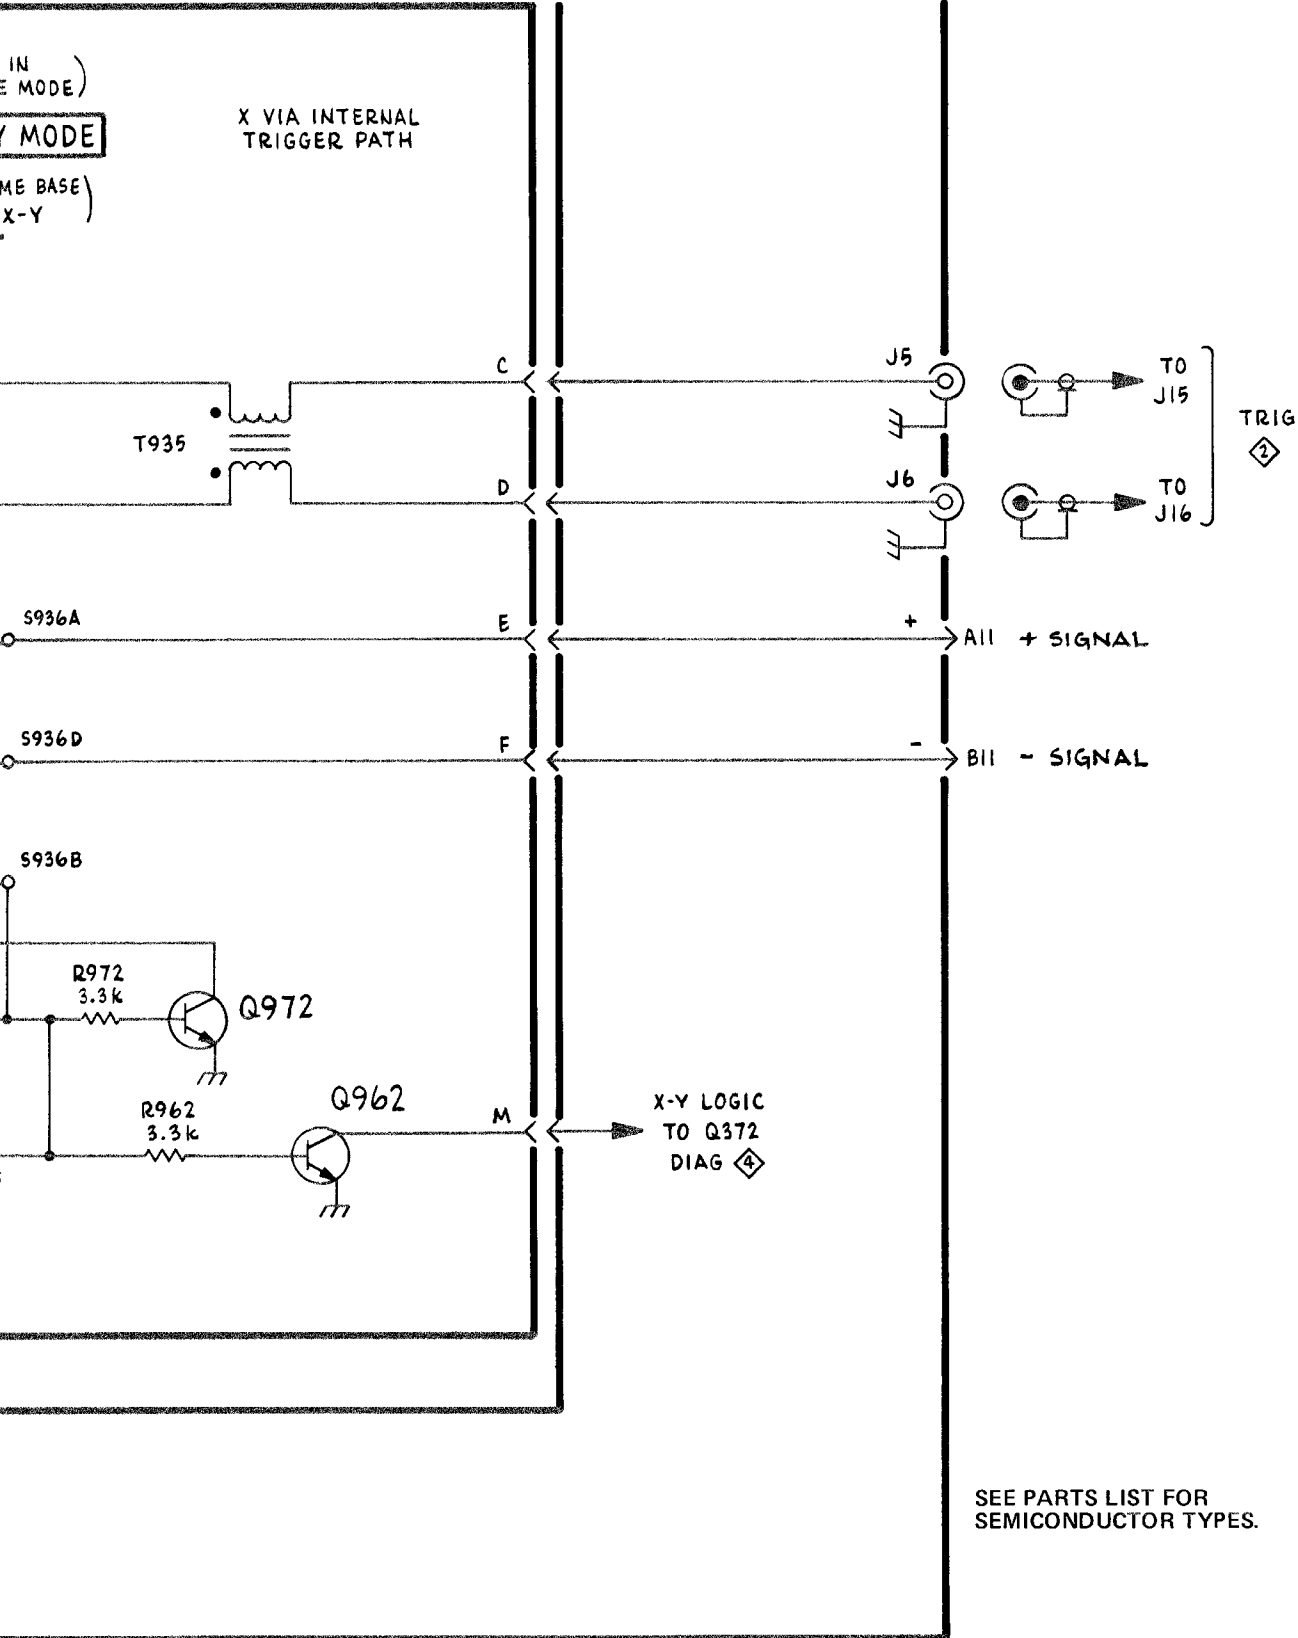 IN
E MODE)
Y MODE
X VIA INTERNAL
TRIGGER PATH
ME BASE)
X-Y
C
J5
TO
J15
TRIG
2
T935
D
J6
TO
J16
S936A
E
+
A11 + SIGNAL
S936D
F
-
B11 - SIGNAL
S936B
R972
3.3k
Q972
Q962
R962
3.3k
M
X-Y LOGIC
TO Q372
DIAG 4
SEE PARTS LIST FOR
SEMICONDUCTOR TYPES.